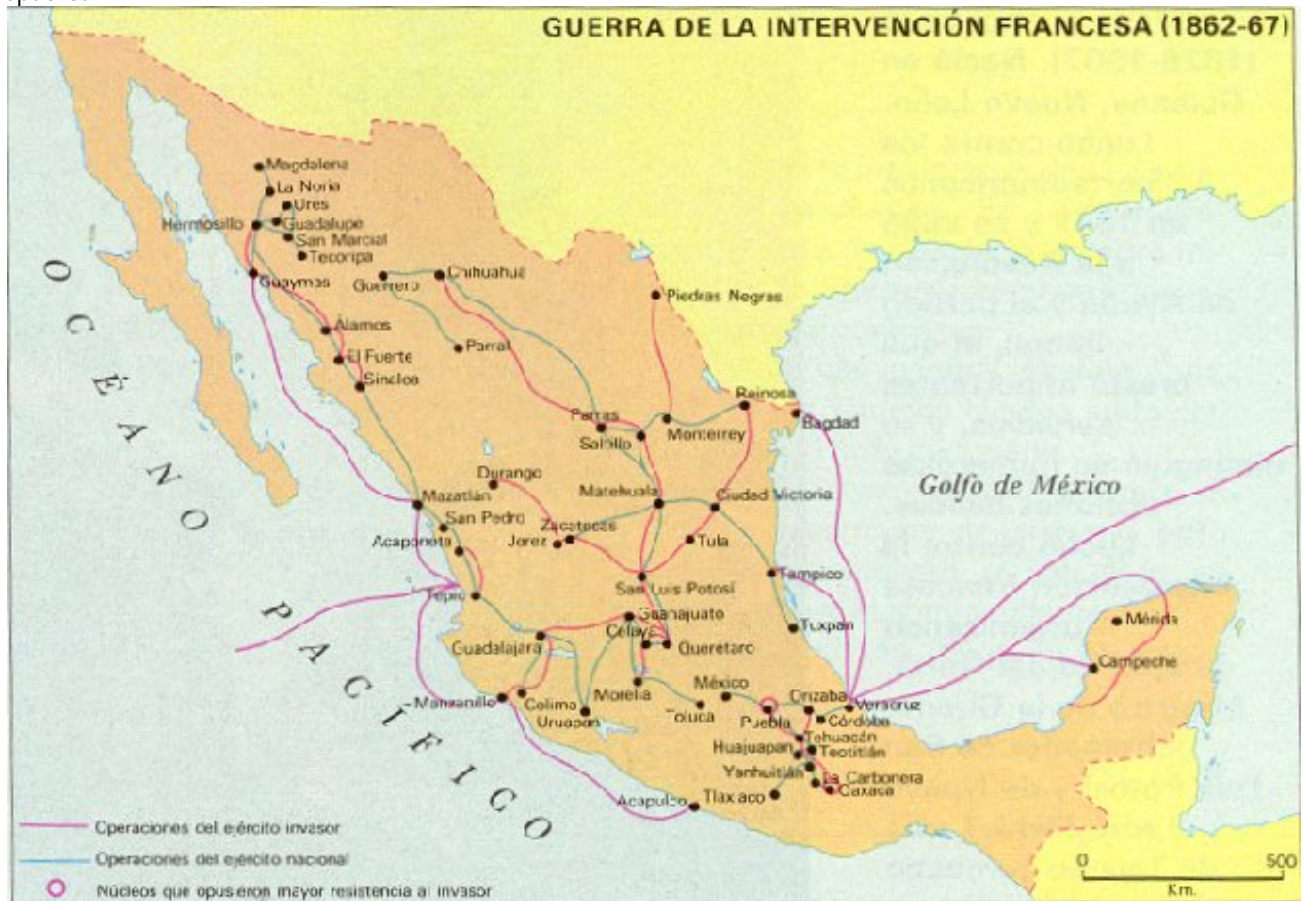 GUERRA DE LA INTERVENCIÓN FRANCESA (1862-67)
Magdalena
La Noria
Ures
Hermosillo
Guadalupe
San Marcial
Tecoripa
Guaymas
Guerrero
Chihuahua
Piedras Negras
Álamos
El Fuerte
Parral
Sinaloa
Reinosa
Parras
Bagdad
Saltillo
Monterrey
OCÉANO PACÍFICO
Golfo de México
Durango
Matehuala
Ciudad Victoria
Mazatlán
San Pedro
Zacatecas
Acaponeta
Jerez
Tula
Tampico
Tepic
San Luis Potosí
Guanajuato
Celaya
Tuxpan
Mérida
Guadalajara
Querétaro
Campeche
Morelia
México
Orizaba
Manzanillo
Colima
Veracruz
Uruapan
Toluca
Puebla
Córdoba
Tehuacán
Huajuapan
Teotitlán
Yanhuitlán
La Carbonera
Acapulco
Tlaxiaco
Oaxaca
Operaciones del ejército invasor
Operaciones del ejército nacional
Núcleos que opusieron mayor resistencia al invasor
0 500
Km.